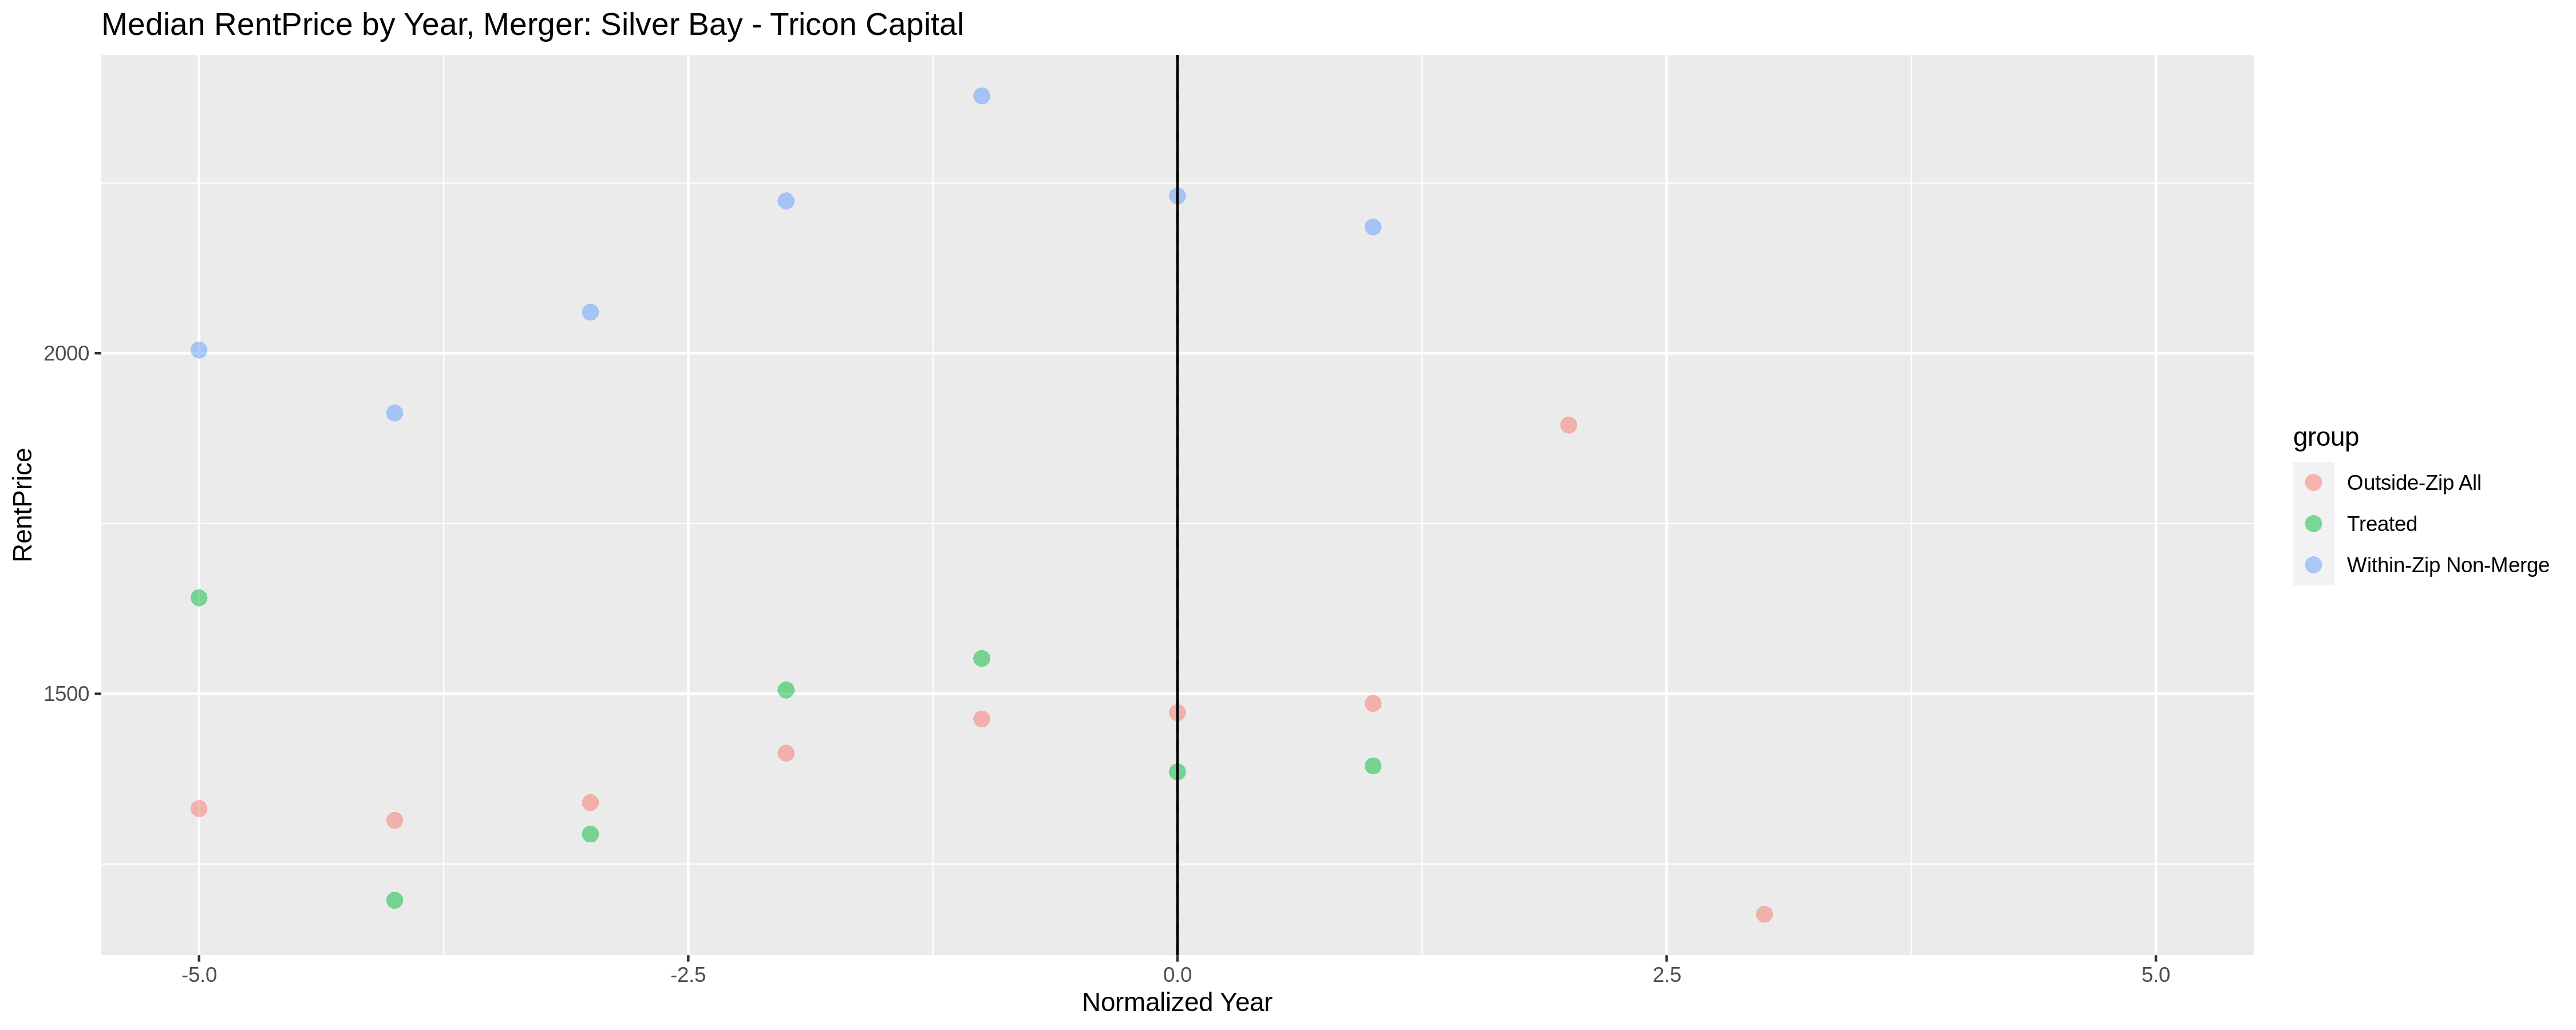 Median RentPrice by Year, Merger: Silver Bay - Tricon Capital
RentPrice
2000
1500
-5.0
-2.5
0.0
2.5
5.0
Normalized Year
group
Outside-Zip All
Treated
Within-Zip Non-Merge